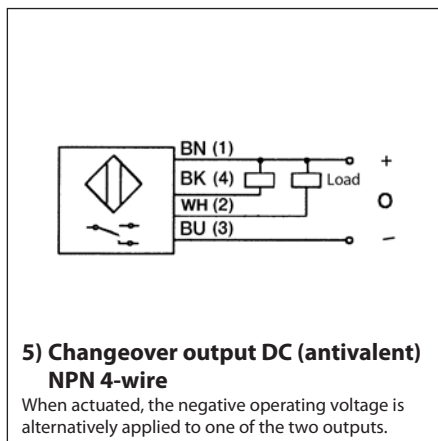 BN (1)
+
BK (4)
Load
WH (2)
O
BU (3)
–
5) Changeover output DC (antivalent)
NPN 4-wire
When actuated, the negative operating voltage is
alternatively applied to one of the two outputs.